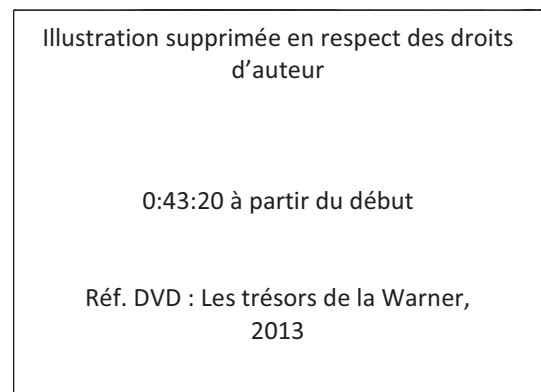 Illustration supprimée en respect des droits
d’auteur
0:43:20 à partir du début
Réf. DVD : Les trésors de la Warner,
2013